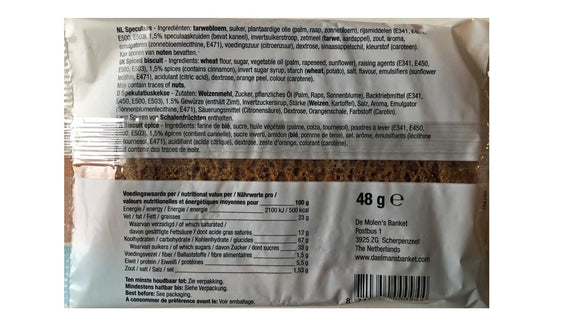 NL Speculaas - Ingrediënten: tarwebloem, suiker, plantaardige olie (palm, raap, zonnebloem), rijsmiddelen (E341,
E500, E503), 1,5% speculaaskruiden (bevat kaneel), invertsuikerstroop, zetmeel (tarwe, aardappel), zout, aroma,
emulgatoren (zonnebloemlecithine, E471), voedingszuur (citroenzuur), dextrose, sinaasappelschil, kleurstof (caroteen).
Kan sporen van noten bevatten.
UK Spiced biscuit - Ingredients: wheat flour, sugar, vegetable oil (palm, rapeseed, sunflower), raising agents (E341, E450,
E500, E503), 1,5% spices (contains cinnamon), invert sugar syrup, starch (wheat, potato), salt, flavour, emulsifiers (sunflower
lecithin, E471), acidulant (citric acid), dextrose, orange peel, colour (carotene).
May contain traces of nuts.
D Spekulatiuskekse - Zutaten: Weizenmehl, Zucker, pflanzliches Öl (Palm, Raps, Sonnenblume), Backtriebmittel (E341,
E450, E500, E503), 1,5% Gewürze (enthält Zimt), Invertzuckersirup, Stärke (Weizen, Kartoffel), Salz, Aroma, Emulgator
(Sonnenblumenlecithine, E471), Säuerungsmittel (Citronensäure), Dextrose, Orangenschale, Farbstoff (Carotin).
Kann Spuren von Schalenfrüchten enthalten.
Biscuit épicé - Ingrédients: farine de blé, sucre, huile végétale (palme, colza, tournesol), poudres à lever (E341, E450,
E500, E503), 1,5% épices (contient cannelle), sucre inverti, amidon (blé, pomme de terre), sel, arôme, émulsifiants (lécithine
de tournesol, E471), acidifiant (acide citrique), dextrose, zeste d'orange, colorant (carotène).
contenir des traces de noix.
Voedingswaarde per / nutritional value per / Nährwerte pro /
valeurs nutritionelles et énergétiques moyennes pour 100 g
Energie / energy / Energie / energie 2100 kJ / 500 kcal
Vet / fat / Fett / graisses 23 g
Waarvan verzadigd / of which saturated /
davon gesättigte Fettsäure / dont acide gras saturés 12 g
Koolhydraten / carbohydrate / Kohlenhydrate / glucides 67 g
Waarvan suikers / of which sugars / davon Zucker / dont sucres 38 g
Voedingsvezel / fiber / Ballaststoffe / fibre alimentaires 1,5 g
Eiwit / protein / Eiweiß / protéines 5,5 g
Zout / salt / Salz / sel 1,53 g
Ten minste houdbaar tot: Zie verpakking.
Mindestens haltbar bis: Siehe Verpackung.
Best before: See packaging.
A consommer de préférence avant le: Voir emballage.
48 g e
De Molen's Banket
Postbus 1
3925 ZG Scherpenzeel
The Netherlands
www.daelmansbanket.com